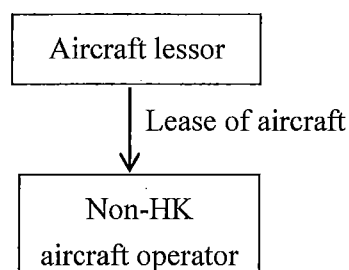 Aircraft lessor
Lease of aircraft
Non-HK
aircraft operator